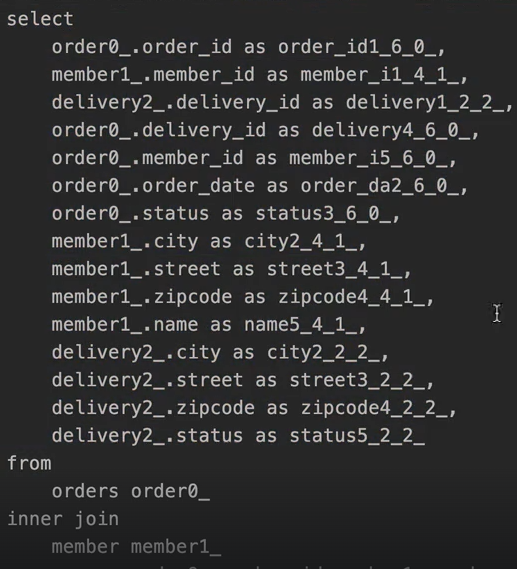 select
order0_.order_id as order_id1_6_0_,
member1_.member_id as member_i1_4_1_,
delivery2_.delivery_id as delivery1_2_2_,
order0_.delivery_id as delivery4_6_0_,
order0_.member_id as member_i5_6_0_,
order0_.order_date as order_da2_6_0_,
order0_.status as status3_6_0_,
member1_.city as city2_4_1_,
member1_.street as street3_4_1_,
member1_.zipcode as zipcode4_4_1_,
member1_.name as name5_4_1_,
delivery2_.city as city2_2_2_,
delivery2_.street as street3_2_2_,
delivery2_.zipcode as zipcode4_2_2_,
delivery2_.status as status5_2_2_
from
orders order0_
inner join
member member1_